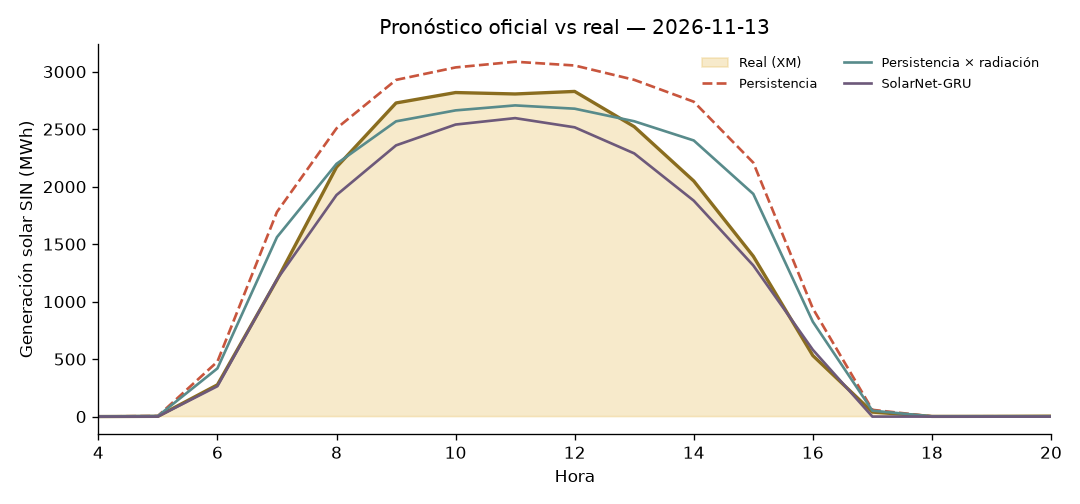 Pronóstico oficial vs real — 2026-11-13
Real (XM)
Persistencia
Persistencia × radiación
SolarNet-GRU
Generación solar SIN (MWh)
3000
2500
2000
1500
1000
500
0
4 6 8 10 12 14 16 18 20
Hora